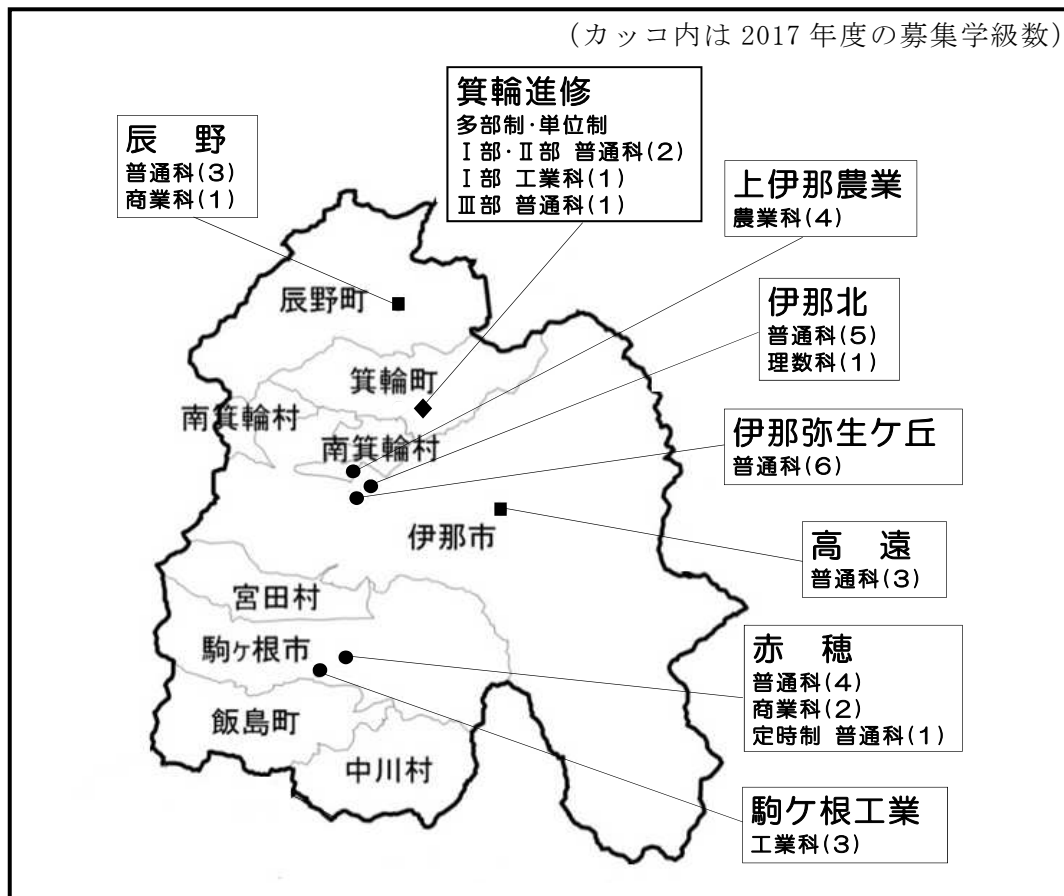 (カッコ内は 2017 年度の募集学級数)
箕輪進修
多部制・単位制
Ⅰ部・Ⅱ部 普通科(2)
Ⅰ部 工業科(1)
Ⅲ部 普通科(1)
辰 野
普通科(3)
商業科(1)
上伊那農業
農業科(4)
伊那北
普通科(5)
理数科(1)
伊那弥生ケ丘
普通科(6)
高 遠
普通科(3)
赤 穂
普通科(4)
商業科(2)
定時制 普通科(1)
駒ケ根工業
工業科(3)
辰野町
箕輪町
南箕輪村
南箕輪村
伊那市
宮田村
駒ヶ根市
飯島町
中川村